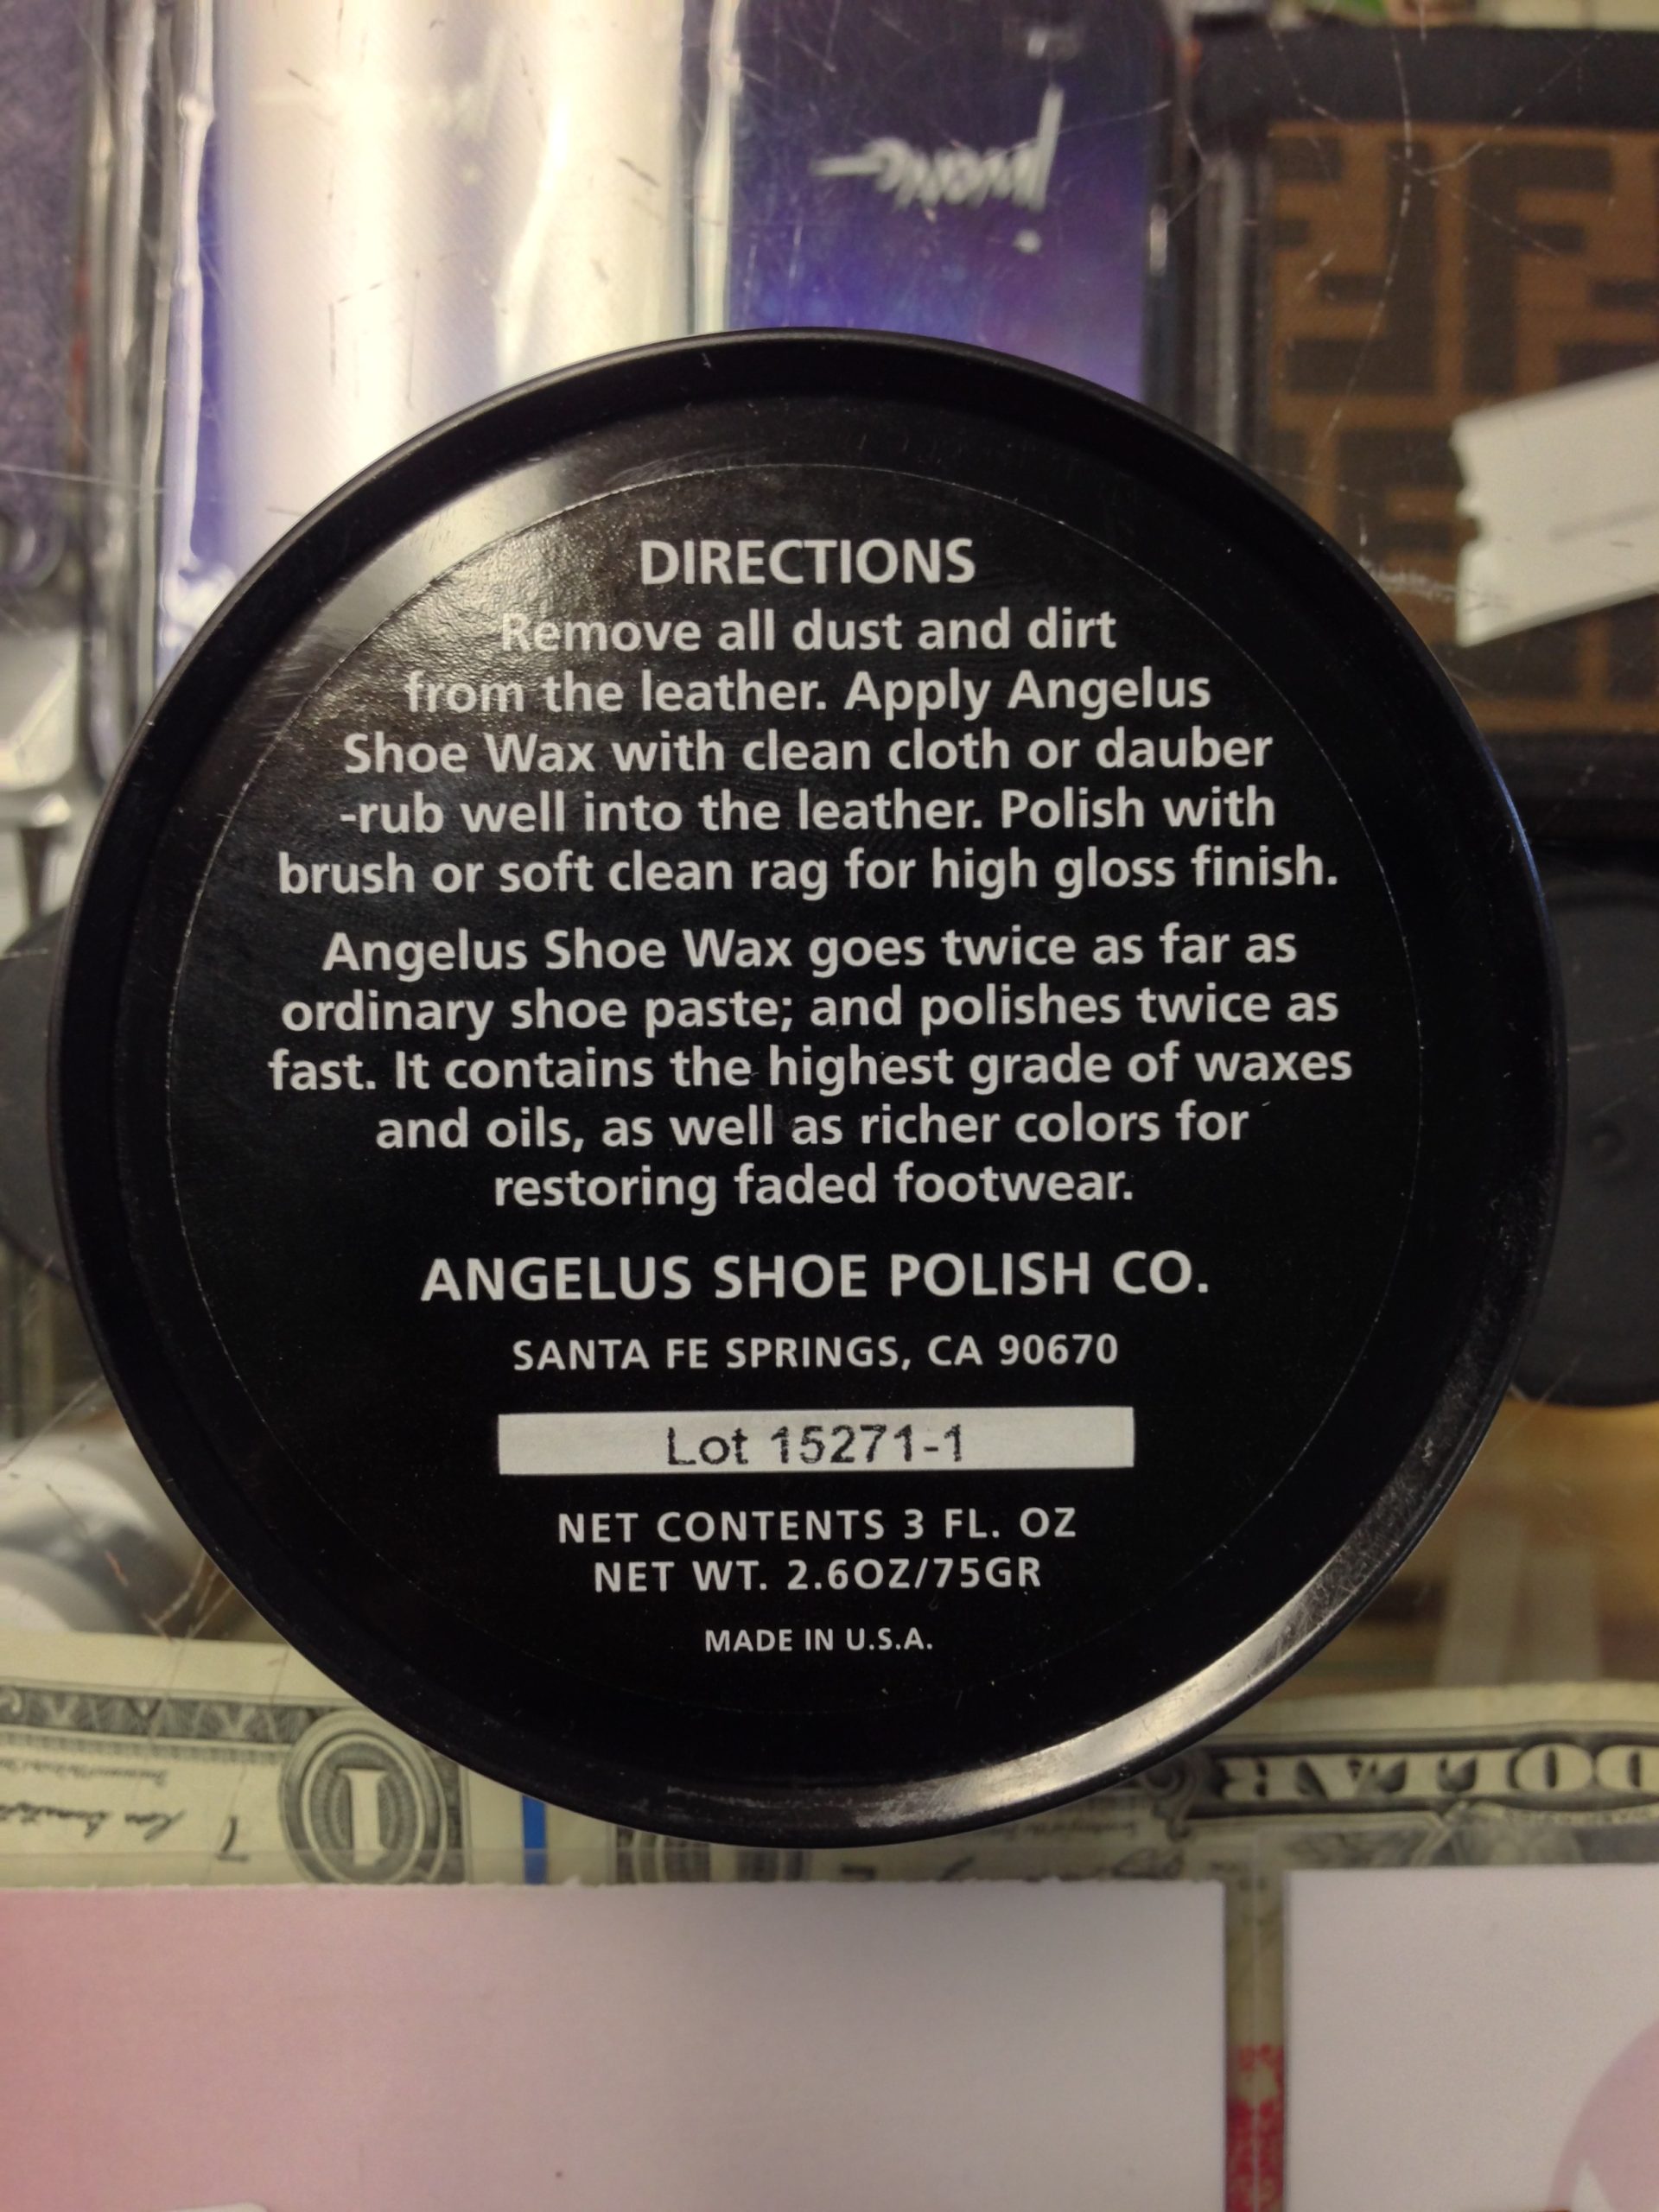 DIRECTIONS
Remove all dust and dirt
from the leather. Apply Angelus
Shoe Wax with clean cloth or dauber
-rub well into the leather. Polish with
brush or soft clean rag for high gloss finish.
Angelus Shoe Wax goes twice as far as
ordinary shoe paste; and polishes twice as
fast. It contains the highest grade of waxes
and oils, as well as richer colors for
restoring faded footwear.
ANGELUS SHOE POLISH CO.
SANTA FE SPRINGS, CA 90670
Lot 15271-1
NET CONTENTS 3 FL. OZ
NET WT. 2.6OZ/75GR
MADE IN U.S.A.
1